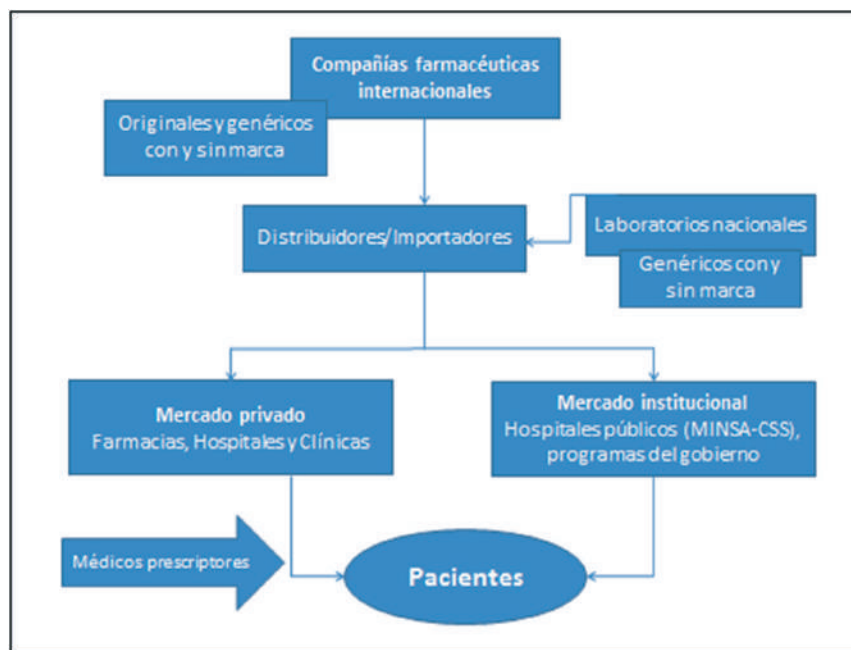 Compañías farmacéuticas
internacionales
Originales y genéricos
con y sin marca
Distribuidores/Importadores
Laboratorios nacionales
Genéricos con y
sin marca
Mercado privado
Farmacias, Hospitales y Clínicas
Mercado institucional
Hospitales públicos (MINSA-CSS),
programas del gobierno
Médicos prescriptores
Pacientes